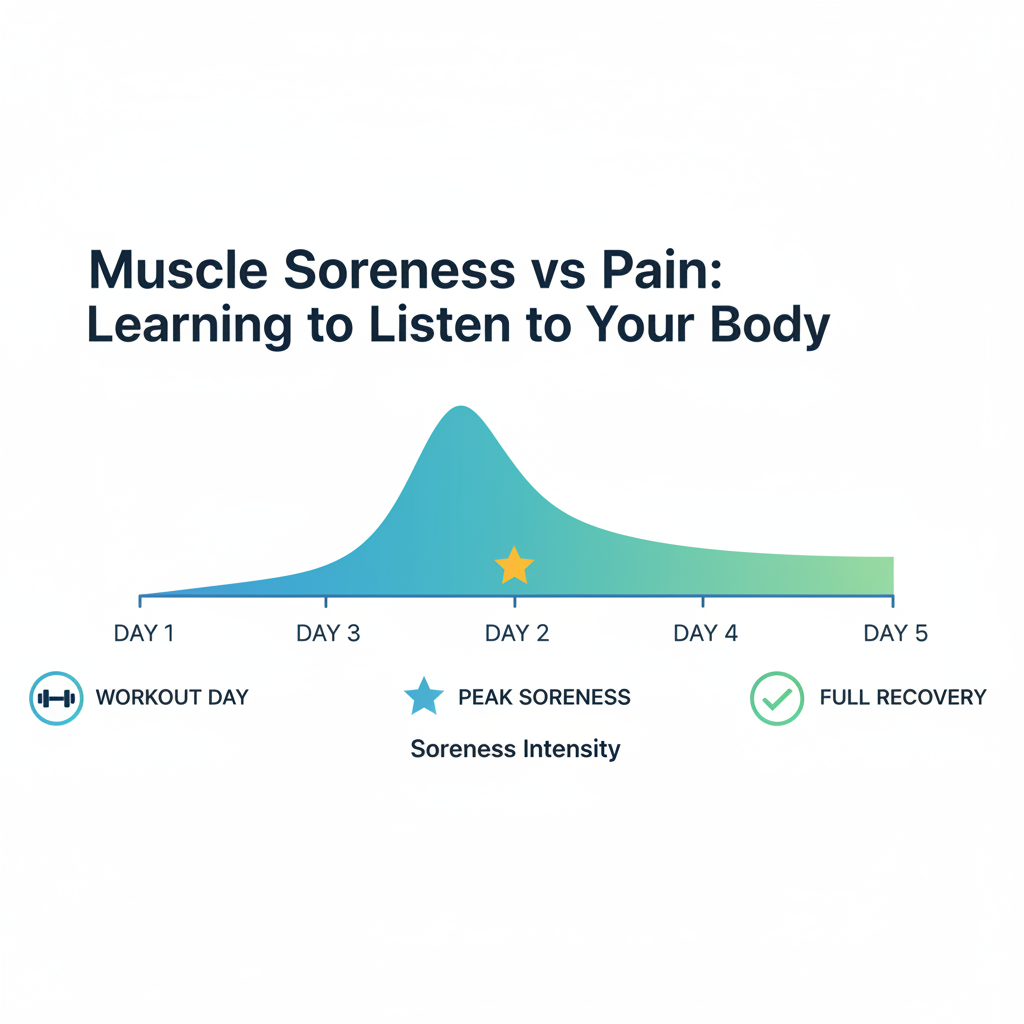 Muscle Soreness vs Pain:
Learning to Listen to Your Body
DAY 1
DAY 3
DAY 2
DAY 4
DAY 5
WORKOUT DAY
PEAK SORENESS
FULL RECOVERY
Soreness Intensity